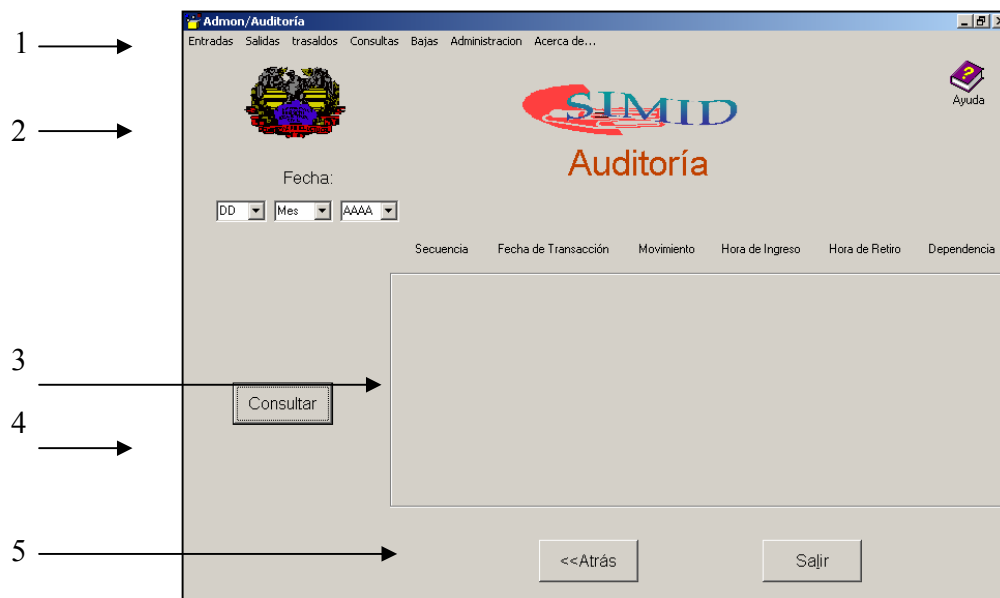 Admon/Auditoría
1
Entradas Salidas trasaldos Consultas Bajas Administracion Acerca de...
Ayuda
SIMID
2
Auditoría
Fecha:
DD Mes AAAA
Secuencia Fecha de Transacción Movimiento Hora de Ingreso Hora de Retiro Dependencia
3
Consultar
4
5
<<Atrás Salir